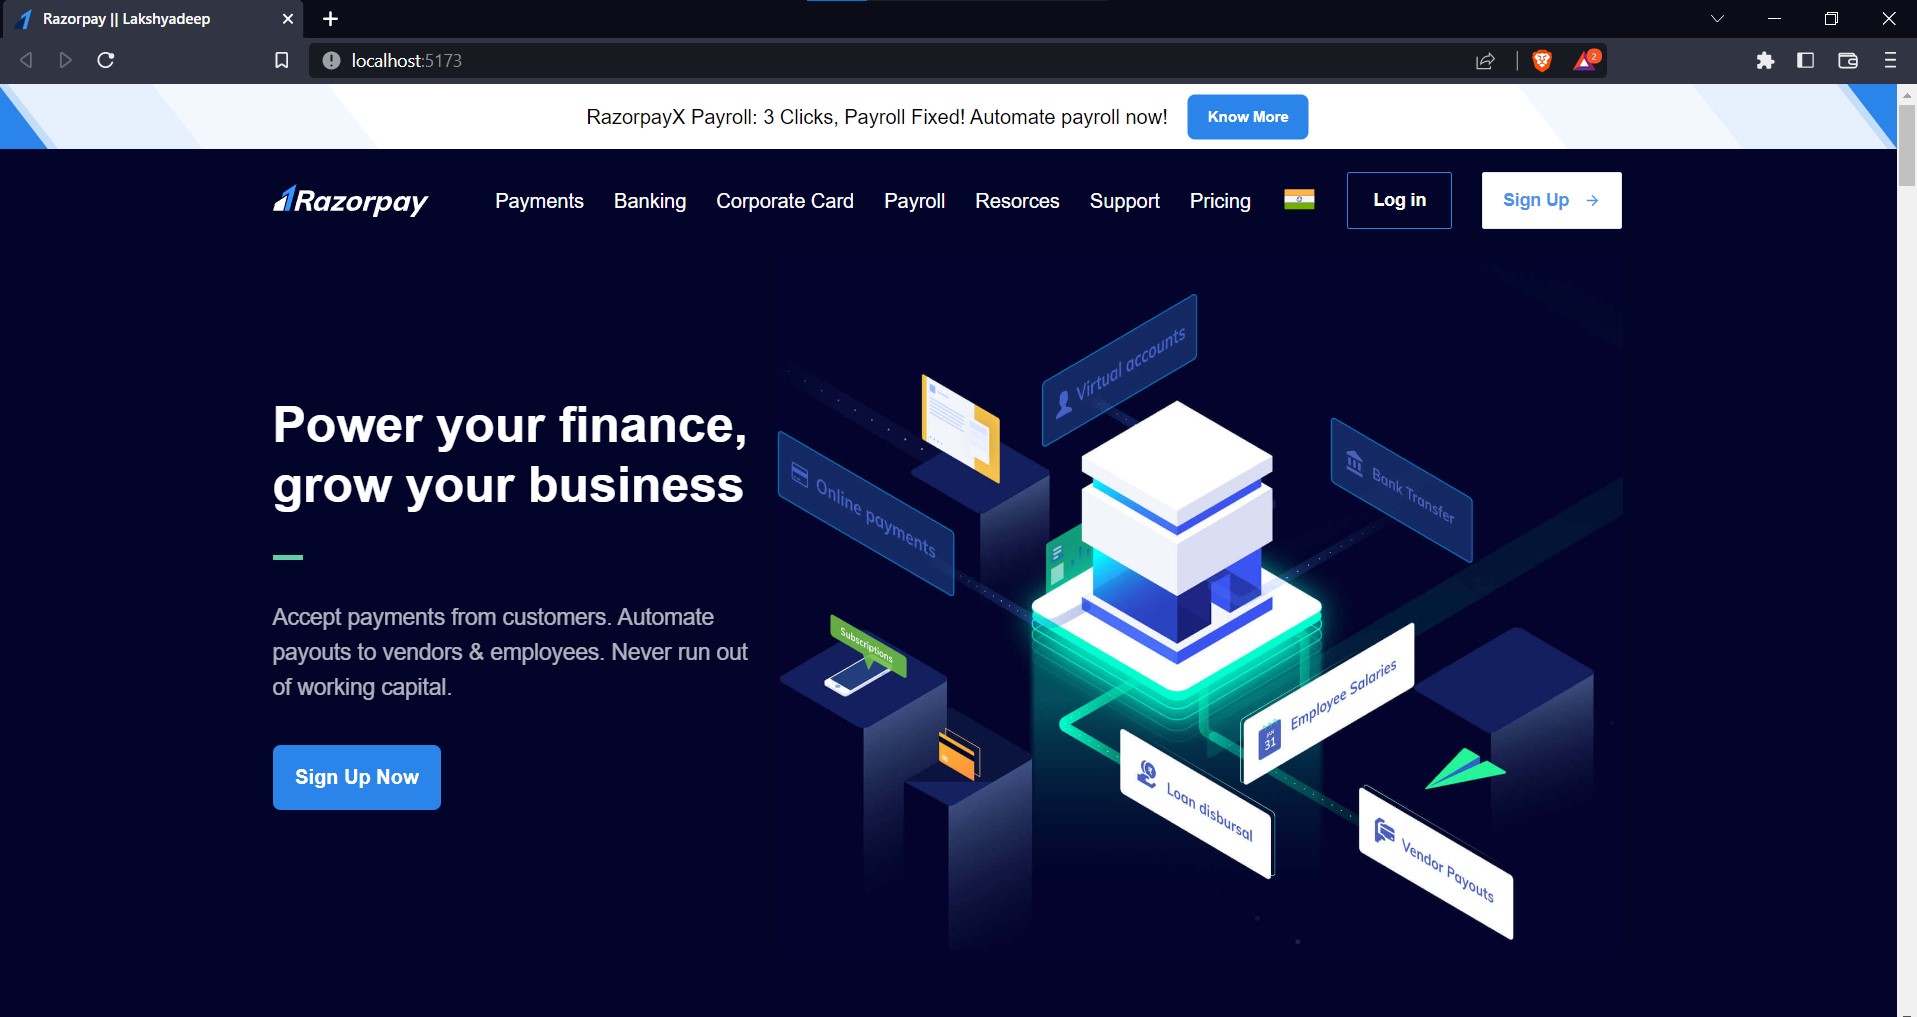 Razorpay || Lakshyadeep
localhost:5173
2
RazorpayX Payroll: 3 Clicks, Payroll Fixed! Automate payroll now!
Know More
Razorpay
Payments
Banking
Corporate Card
Payroll
Resorces
Support
Pricing
Log in
Sign Up
Power your finance,
grow your business
Accept payments from customers. Automate
payouts to vendors & employees. Never run out
of working capital.
Sign Up Now
Virtual accounts
Online payments
Bank Transfer
Subscriptions
Employee Salaries
JAN
31
Loan disbursal
Vendor Payouts